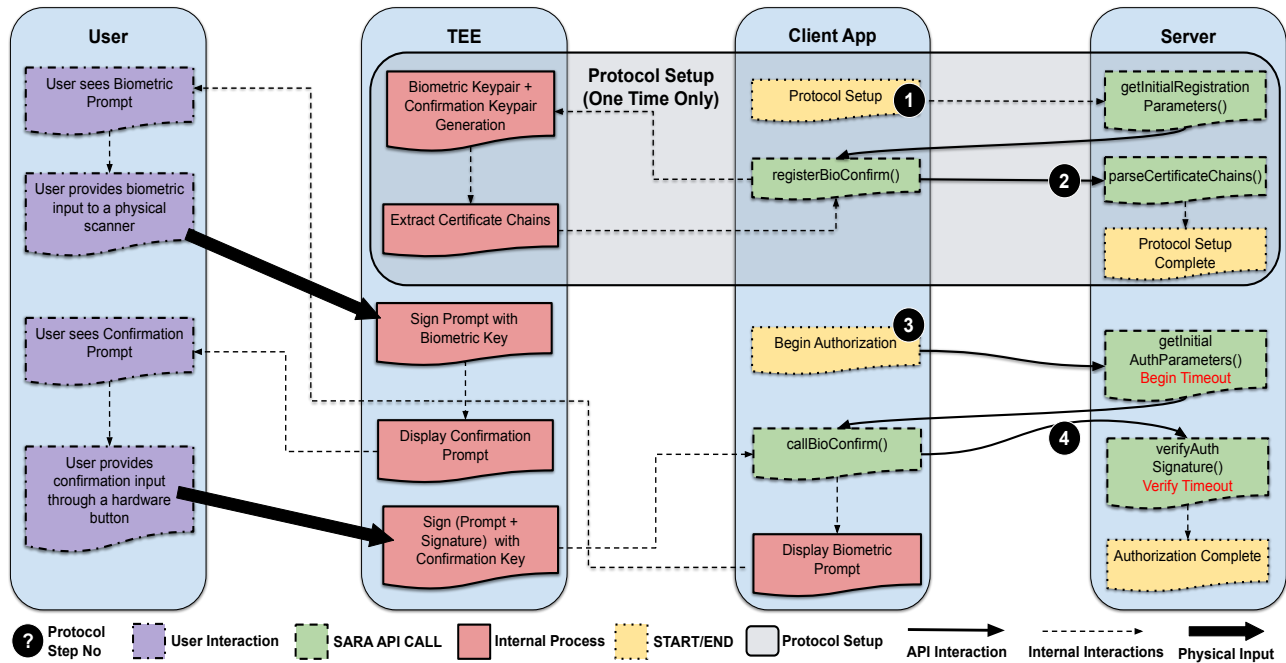 User
TEE
Client App
Server
User sees Biometric
Prompt
User provides biometric
input to a physical
scanner
User sees Confirmation
Prompt
User provides
confirmation input
through a hardware
button
Biometric Keypair +
Confirmation Keypair
Generation
Extract Certificate Chains
Protocol Setup
(One Time Only)
Protocol Setup
1
getInitialRegistration
Parameters()
registerBioConfirm()
2
parseCertificateChains()
Protocol Setup
Complete
Sign Prompt with
Biometric Key
Display Confirmation
Prompt
Sign (Prompt +
Signature) with
Confirmation Key
Begin Authorization
3
getInitial
AuthParameters()
Begin Timeout
callBioConfirm()
4
verifyAuth
Signature()
Verify Timeout
Display Biometric
Prompt
Authorization Complete
?
Protocol
Step No
User Interaction
SARA API CALL
Internal Process
START/END
Protocol Setup
API Interaction
Internal Interactions
Physical Input